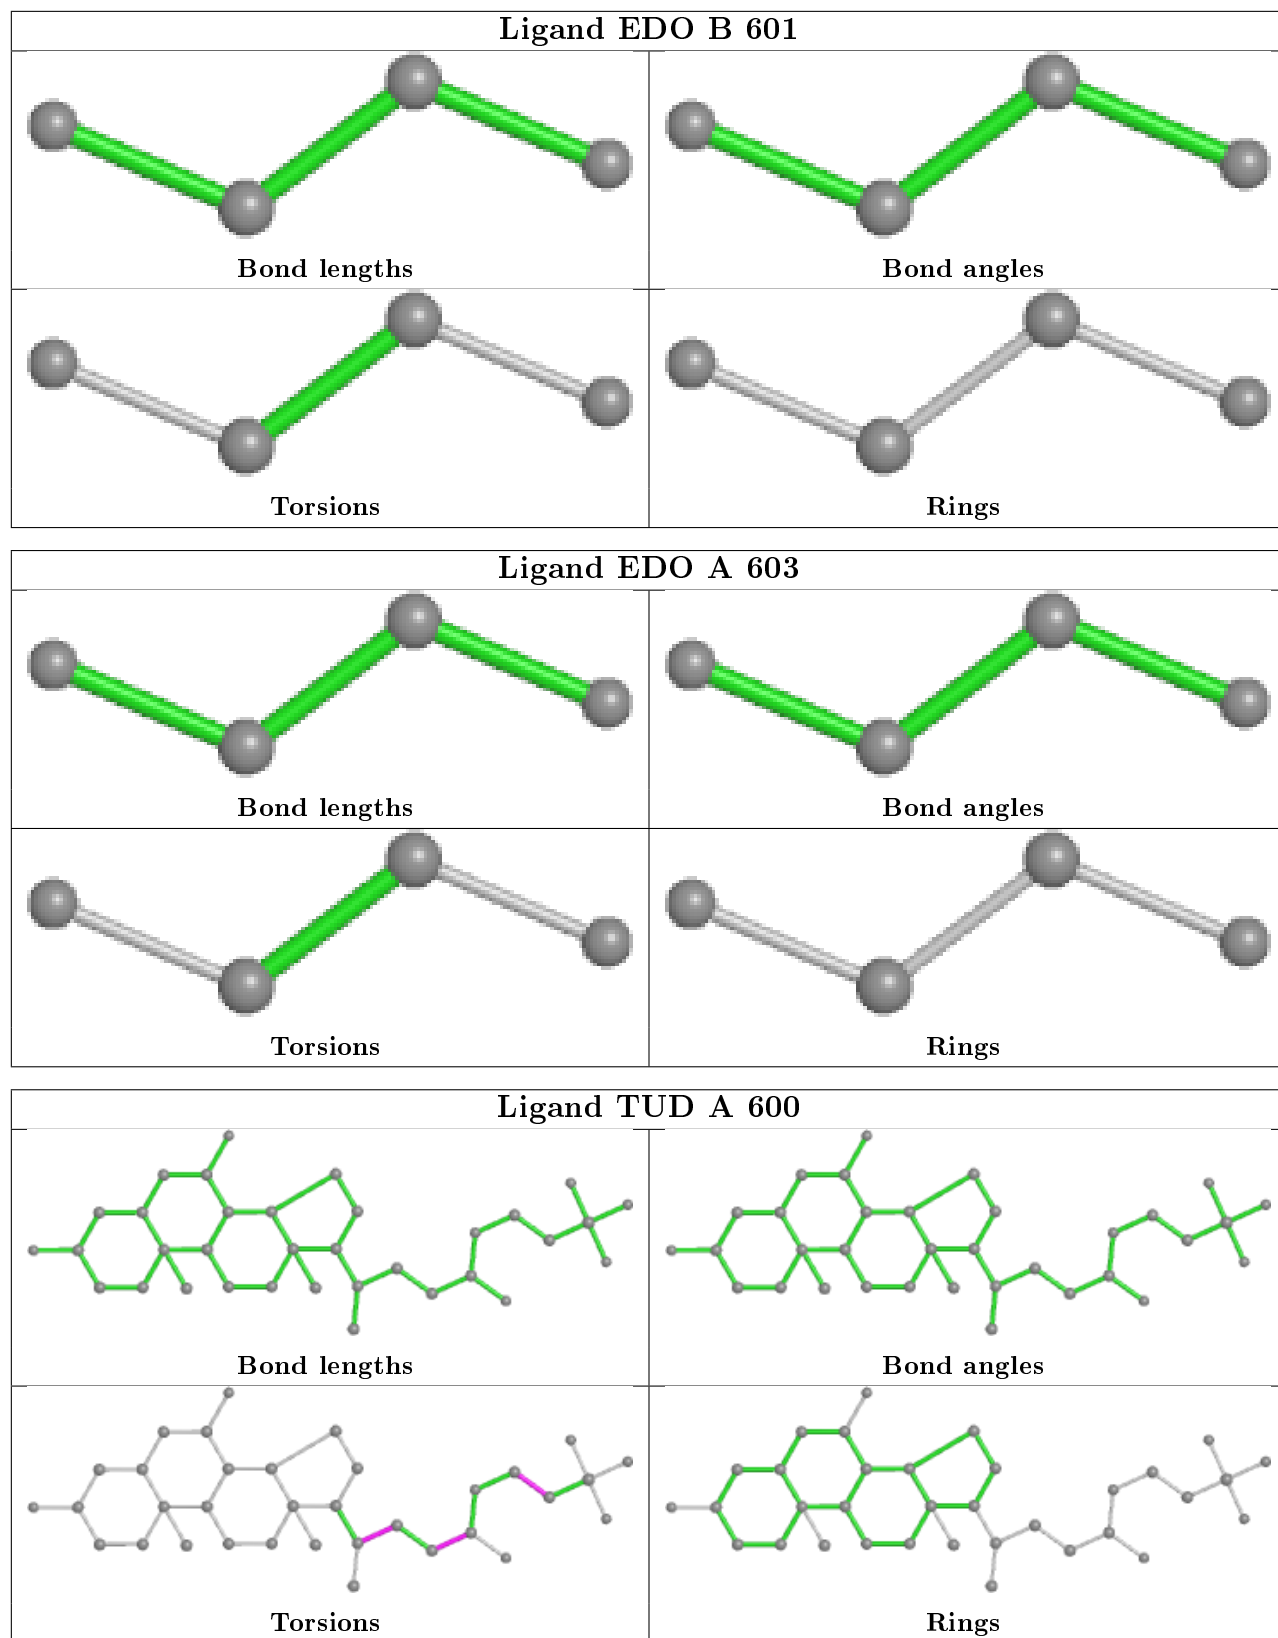 Ligand EDO B 601
Bond lengths
Bond angles
Torsions
Rings
Ligand EDO A 603
Bond lengths
Bond angles
Torsions
Rings
Ligand TUD A 600
Bond lengths
Bond angles
Torsions
Rings